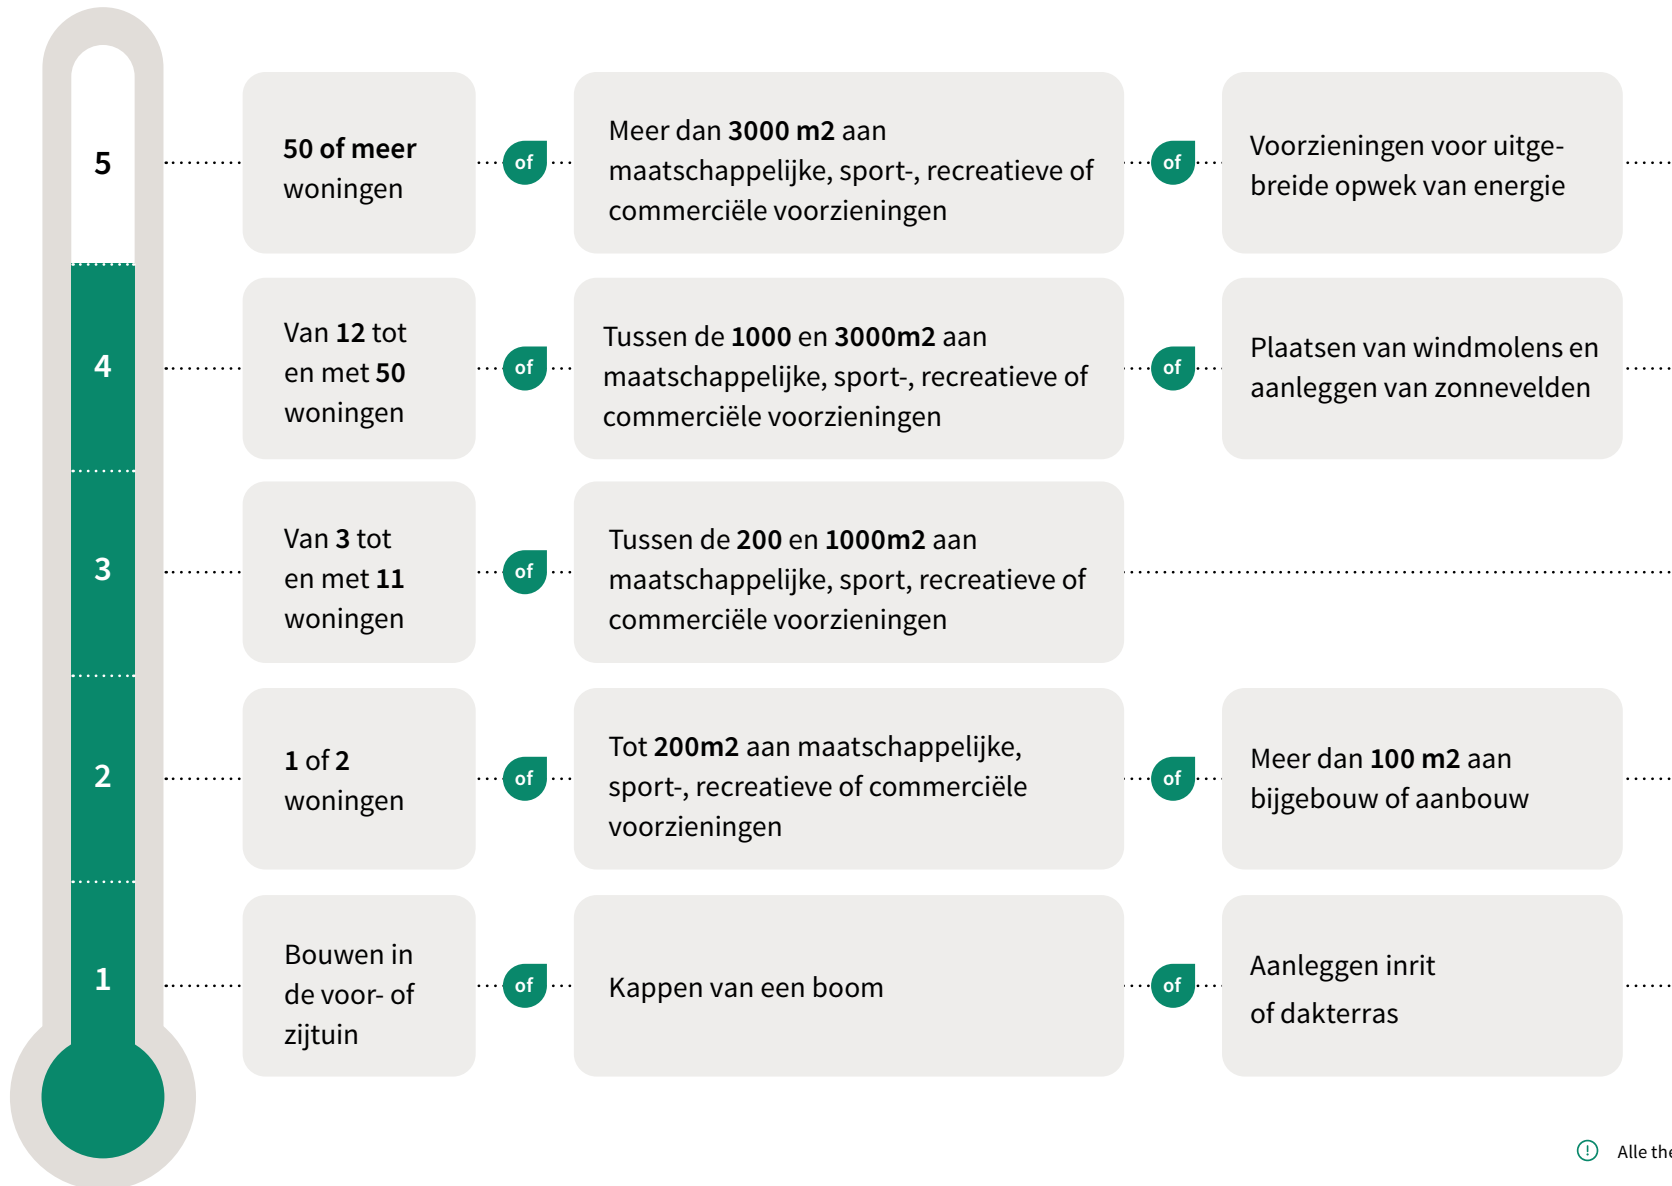 5
50 of meer
woningen
of
Meer dan 3000 m2 aan
maatschappelijke, sport-, recreatieve of
commerciële voorzieningen
of
Voorzieningen voor uitge-
breide opwek van energie
4
Van 12 tot
en met 50
woningen
of
Tussen de 1000 en 3000m2 aan
maatschappelijke, sport-, recreatieve of
commerciële voorzieningen
of
Plaatsen van windmolens en
aanleggen van zonnevelden
3
Van 3 tot
en met 11
woningen
of
Tussen de 200 en 1000m2 aan
maatschappelijke, sport, recreatieve of
commerciële voorzieningen
2
1 of 2
woningen
of
Tot 200m2 aan maatschappelijke,
sport-, recreatieve of commerciële
voorzieningen
of
Meer dan 100 m2 aan
bijgebouw of aanbouw
1
Bouwen in
de voor- of
zijtuin
of
Kappen van een boom
of
Aanleggen inrit
of dakterras
Alle